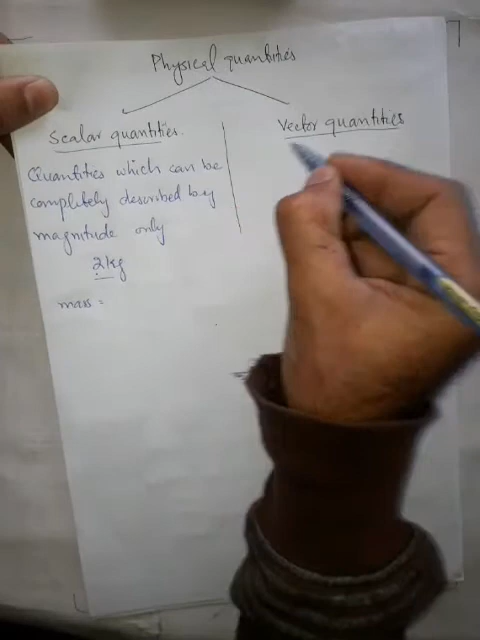 Physical quantities
Scalar quantities.
Vector quantities
Quantities which can be
completely described by
magnitude only
2kg
mass =